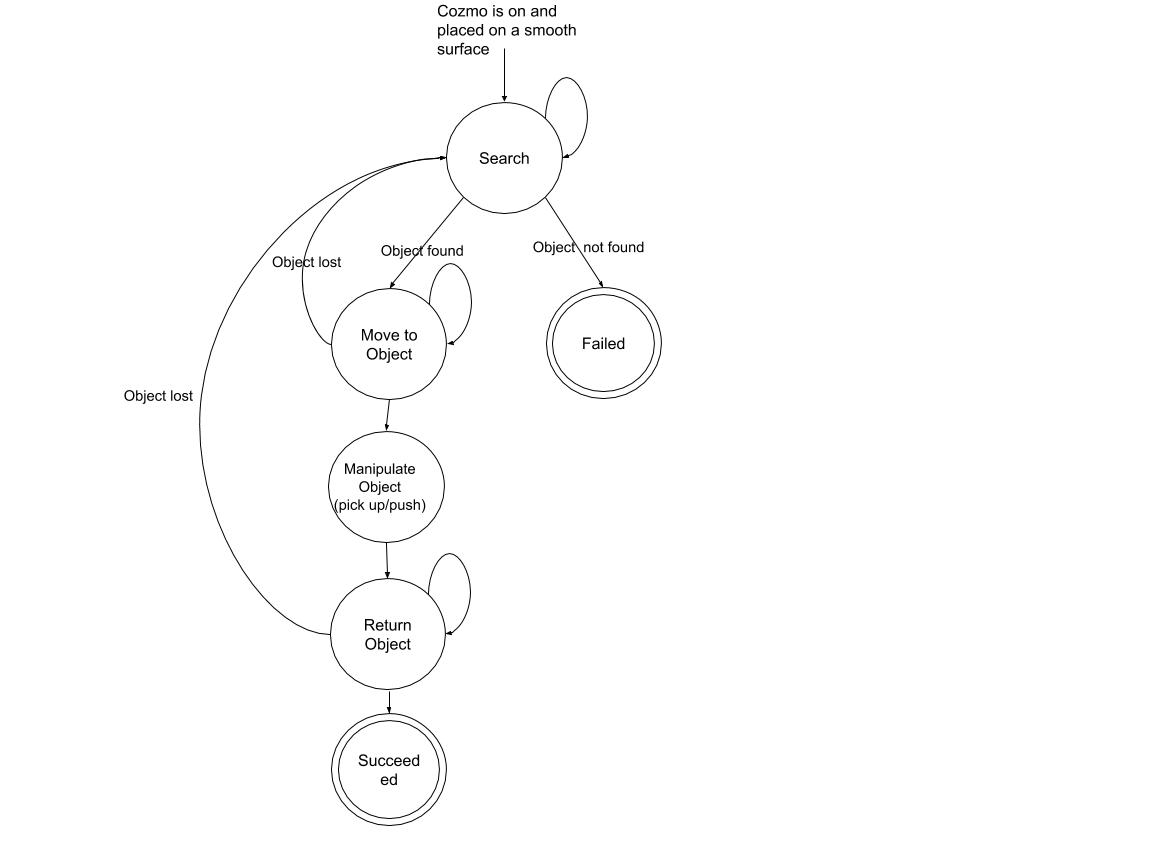 Cozmo is on and
placed on a smooth
surface
Search
Object found
Object not found
Object lost
Move to
Object
Failed
Object lost
Manipulate
Object
(pick up/push)
Return
Object
Succeed
ed